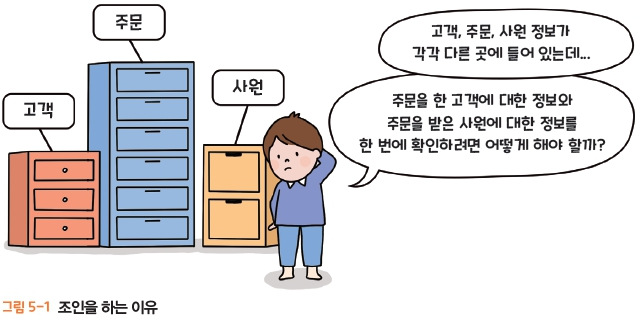 주문
고객
사원
고객, 주문, 사원 정보가
각각 다른 곳에 들어 있는데...
주문을 한 고객에 대한 정보와
주문을 받은 사원에 대한 정보를
한 번에 확인하려면 어떻게 해야 할까?
그림 5-1 조인을 하는 이유